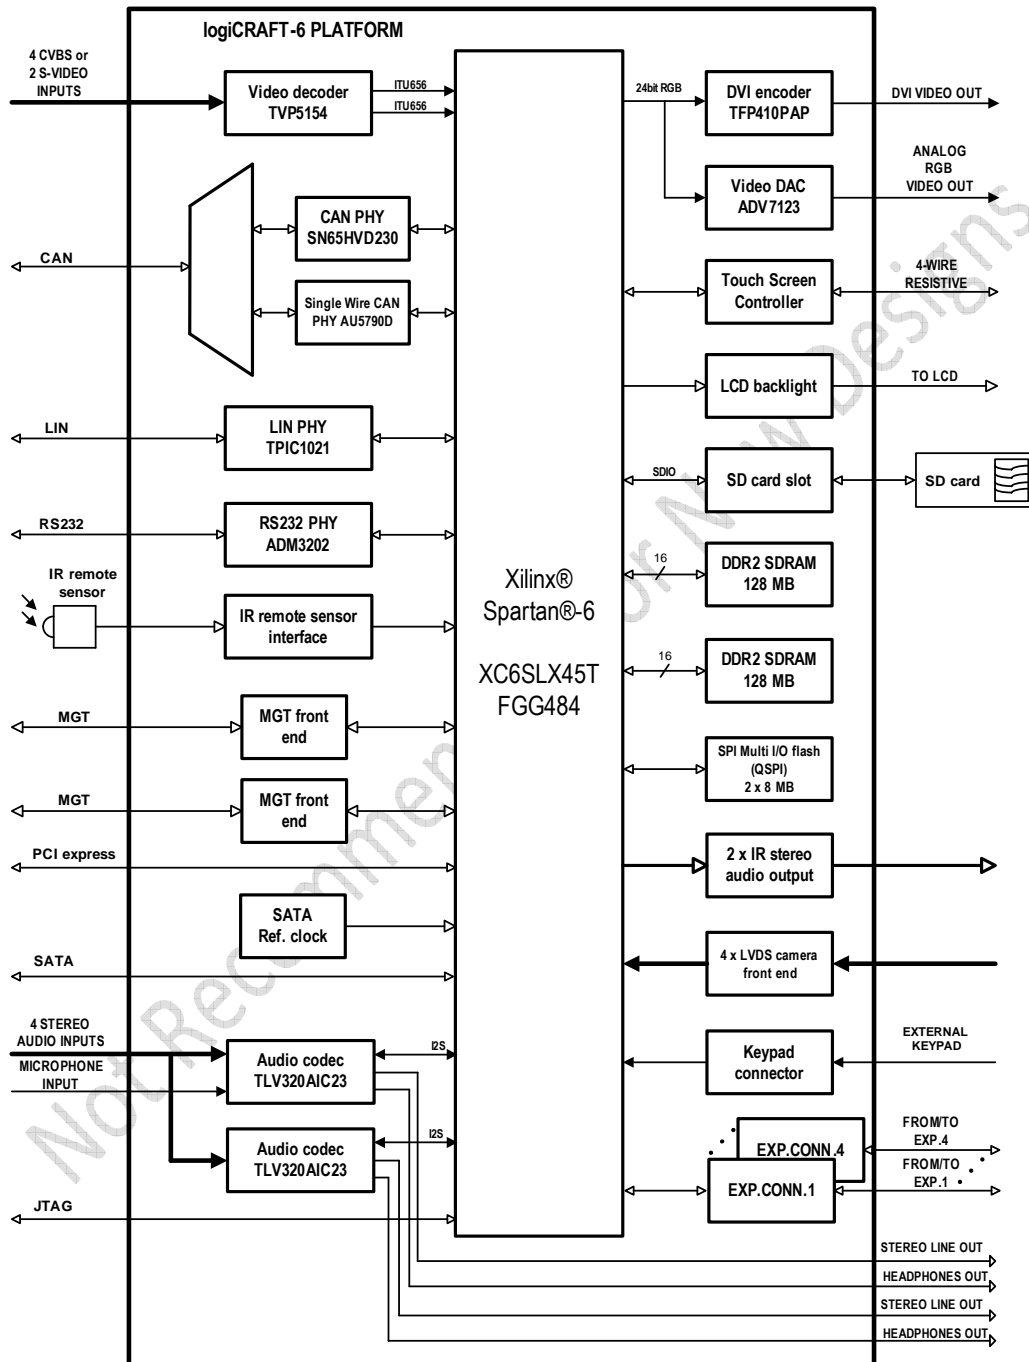 logiCRAFT-6 PLATFORM
4 CVBS or
2 S-VIDEO
INPUTS
Video decoder
TVP5154
ITU656
ITU656
CAN
CAN PHY
SN65HVD230
Single Wire CAN
PHY AU5790D
LIN
LIN PHY
TPIC1021
RS232
RS232 PHY
ADM3202
IR remote
sensor
IR remote sensor
interface
MGT
MGT front
end
MGT
MGT front
end
PCI express
SATA
Ref. clock
SATA
4 STEREO
AUDIO INPUTS
MICROPHONE
INPUT
Audio codec
TLV320AIC23
I2S
Audio codec
TLV320AIC23
I2S
JTAG
Xilinx®
Spartan®-6
XC6SLX45T
FGG484
24bit RGB
DVI encoder
TFP410PAP
DVI VIDEO OUT
Video DAC
ADV7123
ANALOG
RGB
VIDEO OUT
Touch Screen
Controller
4-WIRE
RESISTIVE
LCD backlight
TO LCD
SDIO
SD card slot
SD card
16
DDR2 SDRAM
128 MB
16
DDR2 SDRAM
128 MB
SPI Multi I/O flash
(QSPI)
2 x 8 MB
2 x IR stereo
audio output
4 x LVDS camera
front end
Keypad
connector
EXTERNAL
KEYPAD
EXP.CONN.4
FROM/TO
EXP.4
EXP.CONN.1
FROM/TO
EXP.1
STEREO LINE OUT
HEADPHONES OUT
STEREO LINE OUT
HEADPHONES OUT
Not Recommen or New Designs